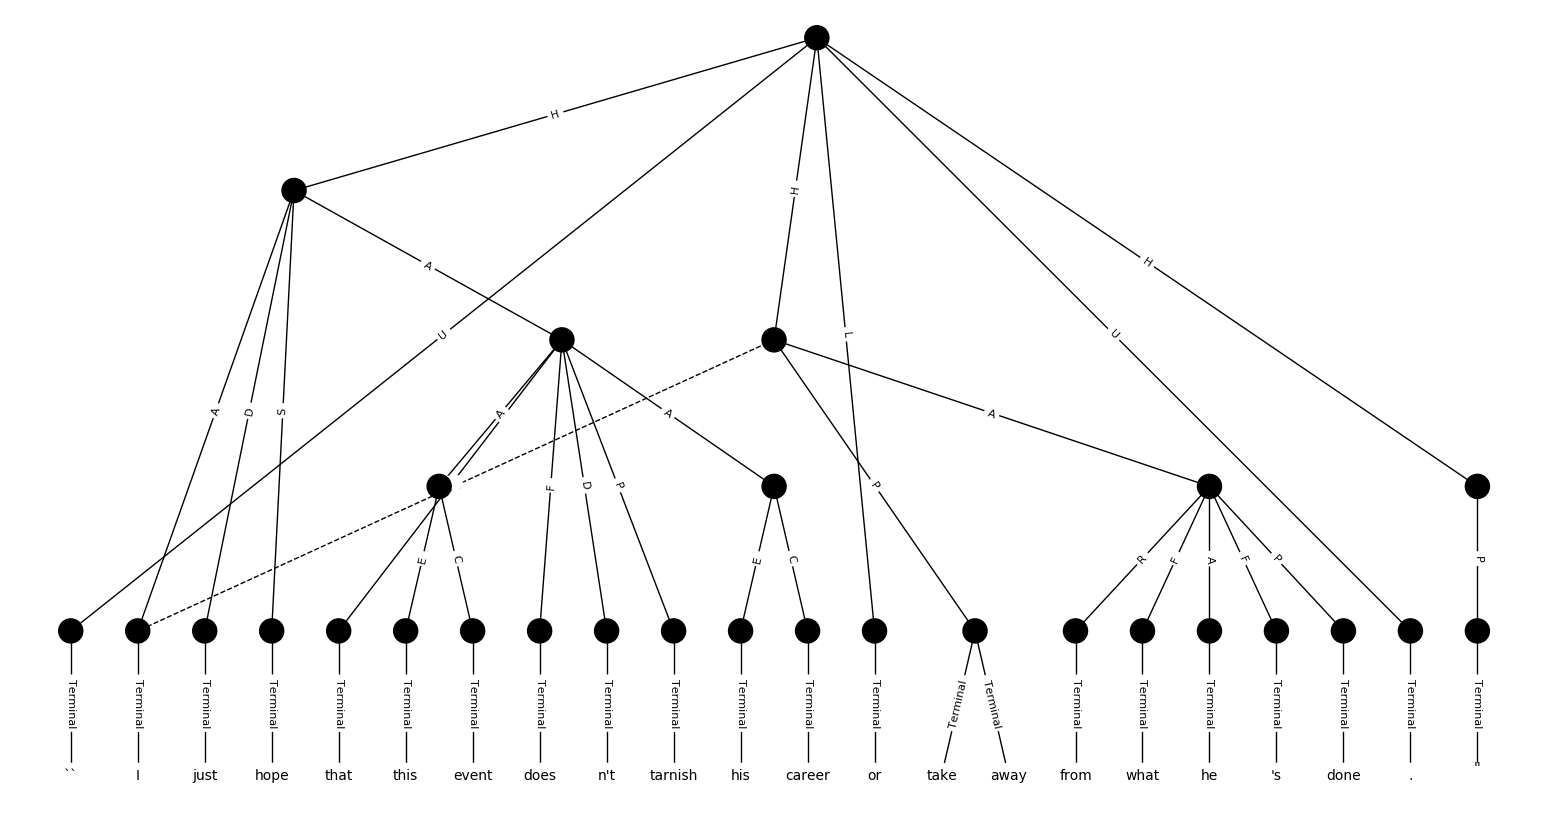 H
H
H
A
U
L
U
A
D
S
A
A
A
F
D
P
P
E
C
E
C
R
F
A
F
P
P
Terminal Terminal Terminal Terminal Terminal Terminal Terminal Terminal Terminal Terminal Terminal Terminal Terminal Terminal Terminal Terminal Terminal Terminal Terminal Terminal Terminal Terminal
`` I just hope that this event does n't tarnish his career or take away from what he 's done . "